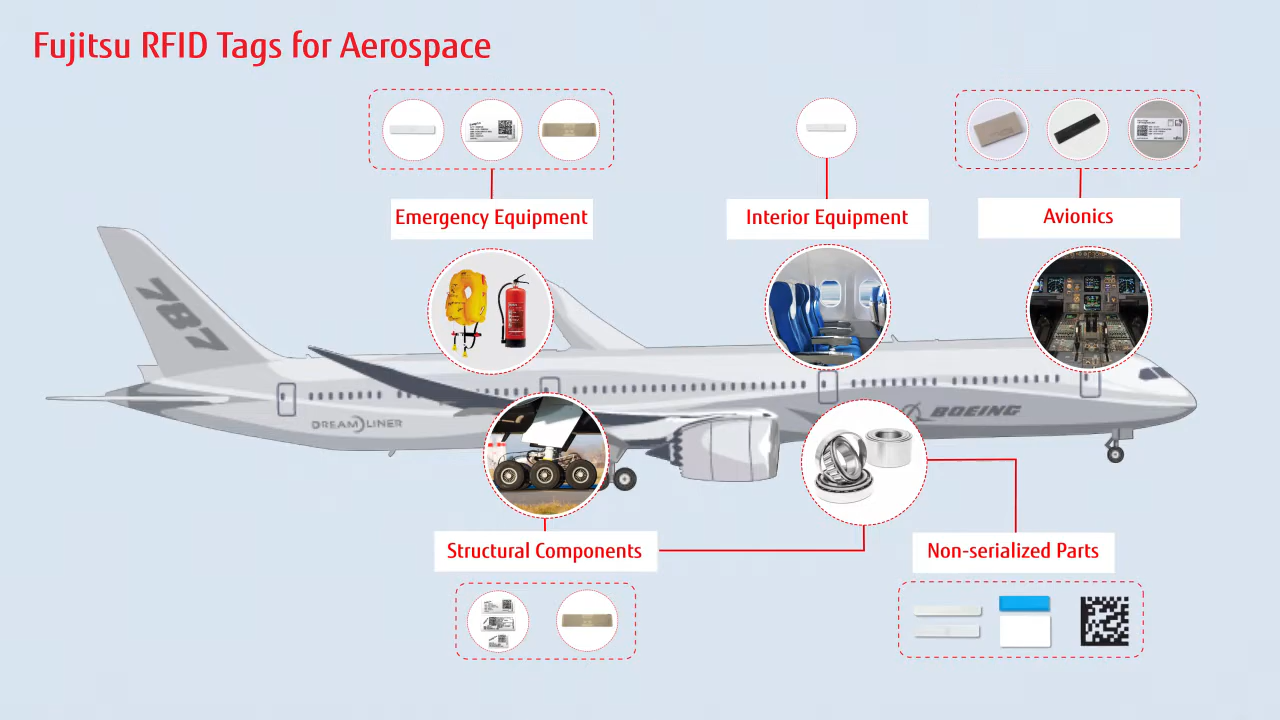 Fujitsu RFID Tags for Aerospace
Emergency Equipment
Interior Equipment
Avionics
787
DREAMLINER
BOEING
Structural Components
Non-serialized Parts